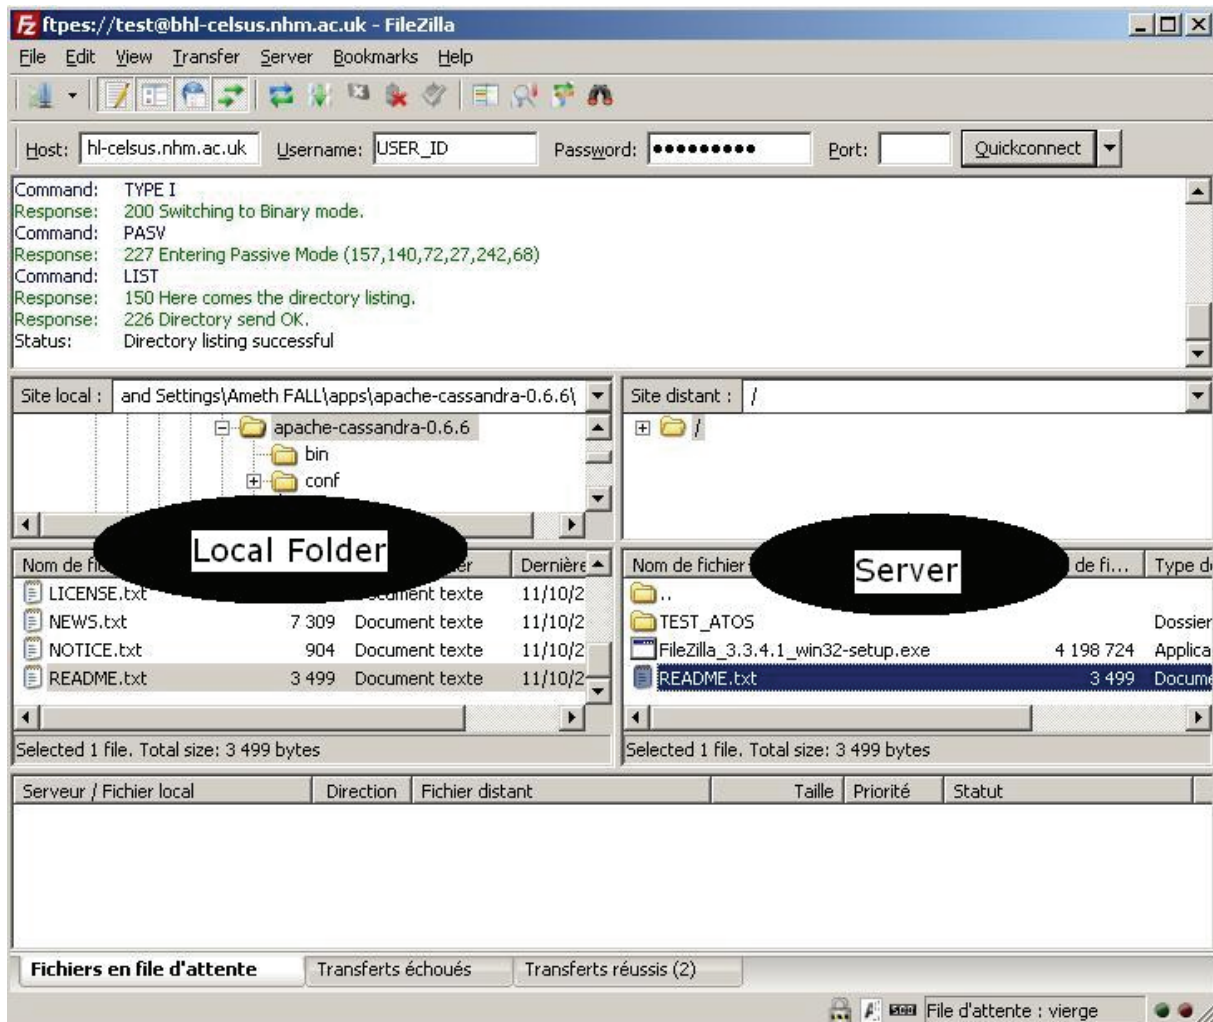 ftpes://test@bhl-celsus.nhm.ac.uk - FileZilla
File Edit View Transfer Server Bookmarks Help
Host: hl-celsus.nhm.ac.uk Username: USER_ID Password: ●●●●●●●●● Port: Quickconnect
Command: TYPE I
Response: 200 Switching to Binary mode.
Command: PASV
Response: 227 Entering Passive Mode (157,140,72,27,242,68)
Command: LIST
Response: 150 Here comes the directory listing.
Response: 226 Directory send OK.
Status: Directory listing successful
Site local : and Settings\Ameth FALL\apps\apache-cassandra-0.6.6\
apache-cassandra-0.6.6
bin
conf
Local Folder
Nom de fic Dernière
LICENSE.txt Document texte 11/10/2
NEWS.txt 7 309 Document texte 11/10/2
NOTICE.txt 904 Document texte 11/10/2
README.txt 3 499 Document texte 11/10/2
Selected 1 file. Total size: 3 499 bytes
Site distant : /
/
Server
Nom de fichier de fi... Type d
..
TEST_ATOS Dossier
FileZilla_3.3.4.1_win32-setup.exe 4 198 724 Applica
README.txt 3 499 Docume
Selected 1 file. Total size: 3 499 bytes
Serveur / Fichier local Direction Fichier distant Taille Priorité Statut
Fichiers en file d'attente Transferts échoués Transferts réussis (2)
File d'attente : vierge